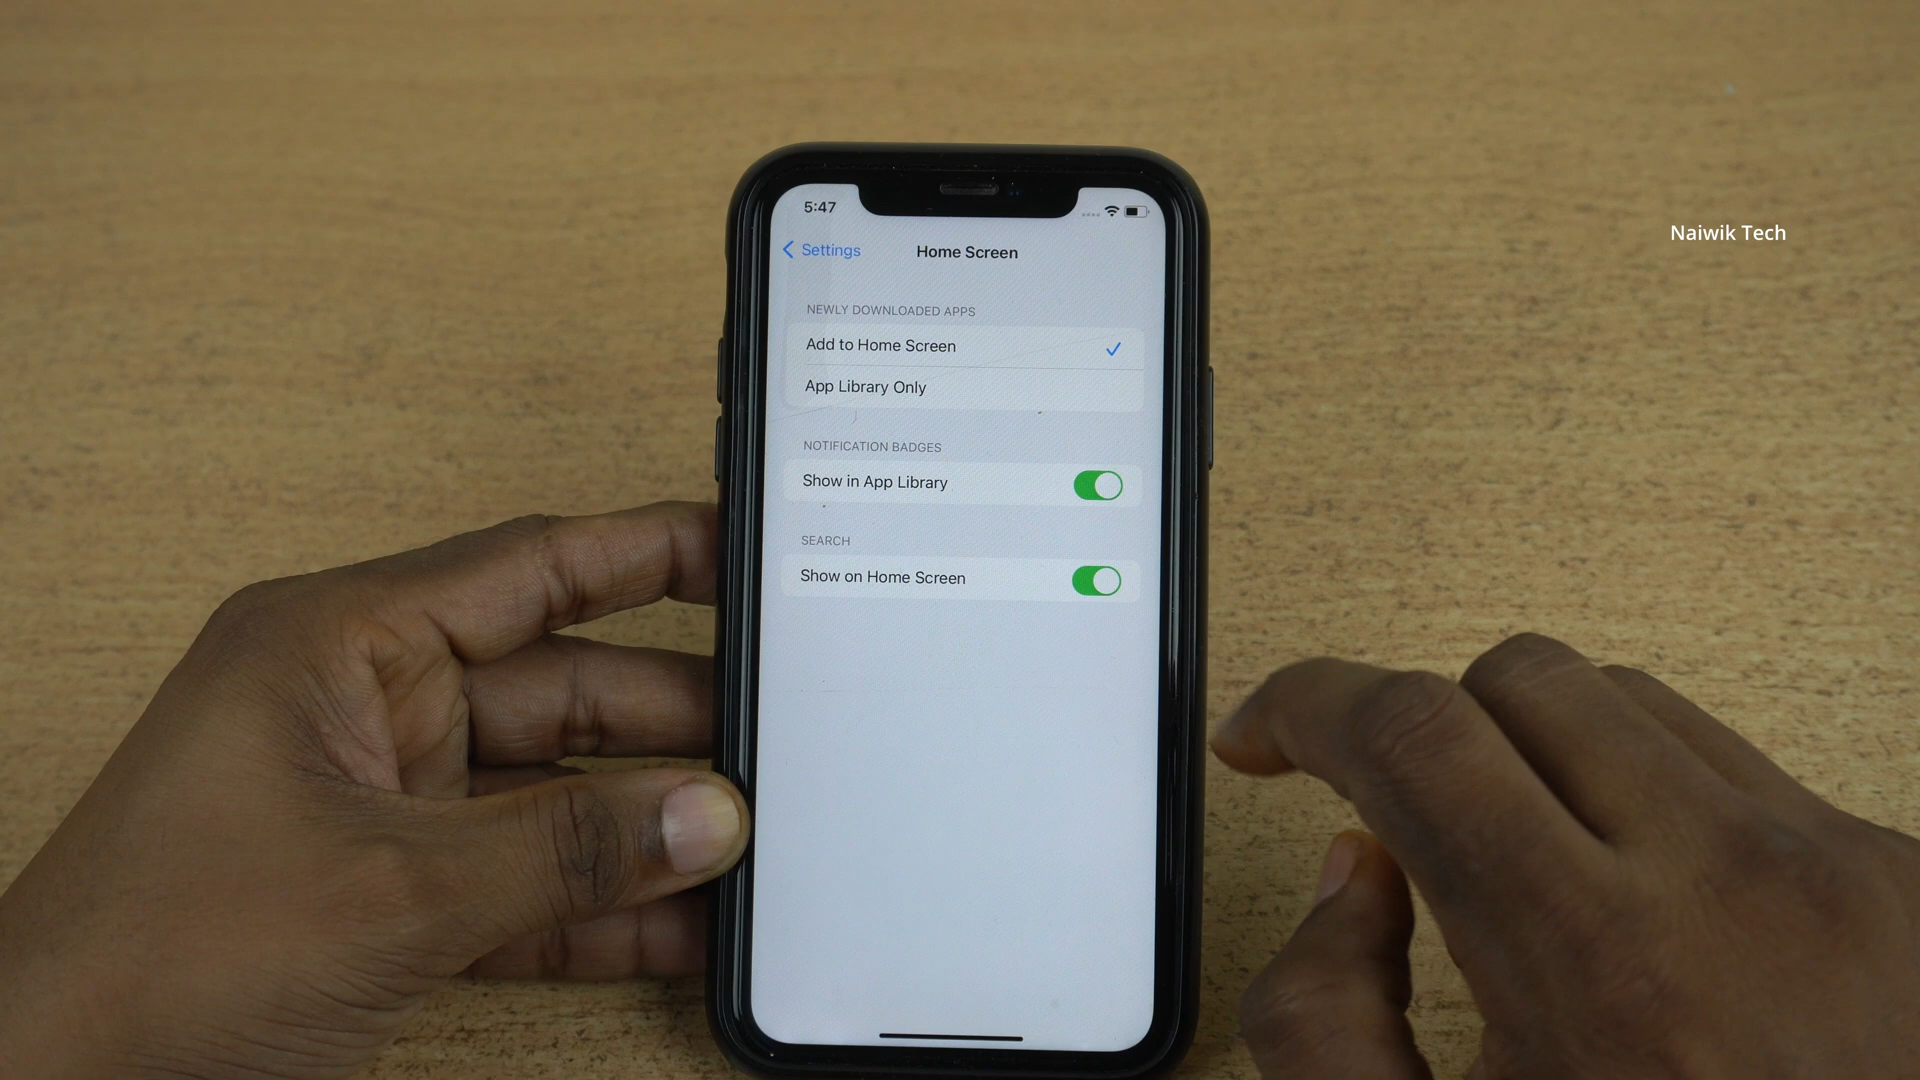 5:47
Settings
Home Screen
Naiwik Tech
NEWLY DOWNLOADED APPS
Add to Home Screen
App Library Only
NOTIFICATION BADGES
Show in App Library
SEARCH
Show on Home Screen